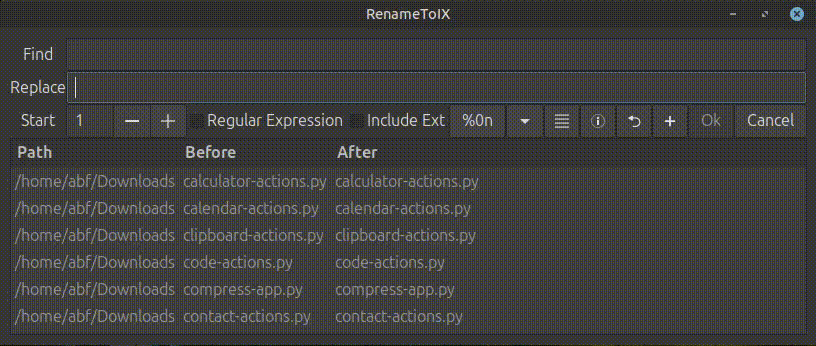 RenameToIX
Find
Replace
Start 1 Regular Expression Include Ext %0n Ok Cancel
Path Before After
/home/abf/Downloads calculator-actions.py calculator-actions.py
/home/abf/Downloads calendar-actions.py calendar-actions.py
/home/abf/Downloads clipboard-actions.py clipboard-actions.py
/home/abf/Downloads code-actions.py code-actions.py
/home/abf/Downloads compress-app.py compress-app.py
/home/abf/Downloads contact-actions.py contact-actions.py